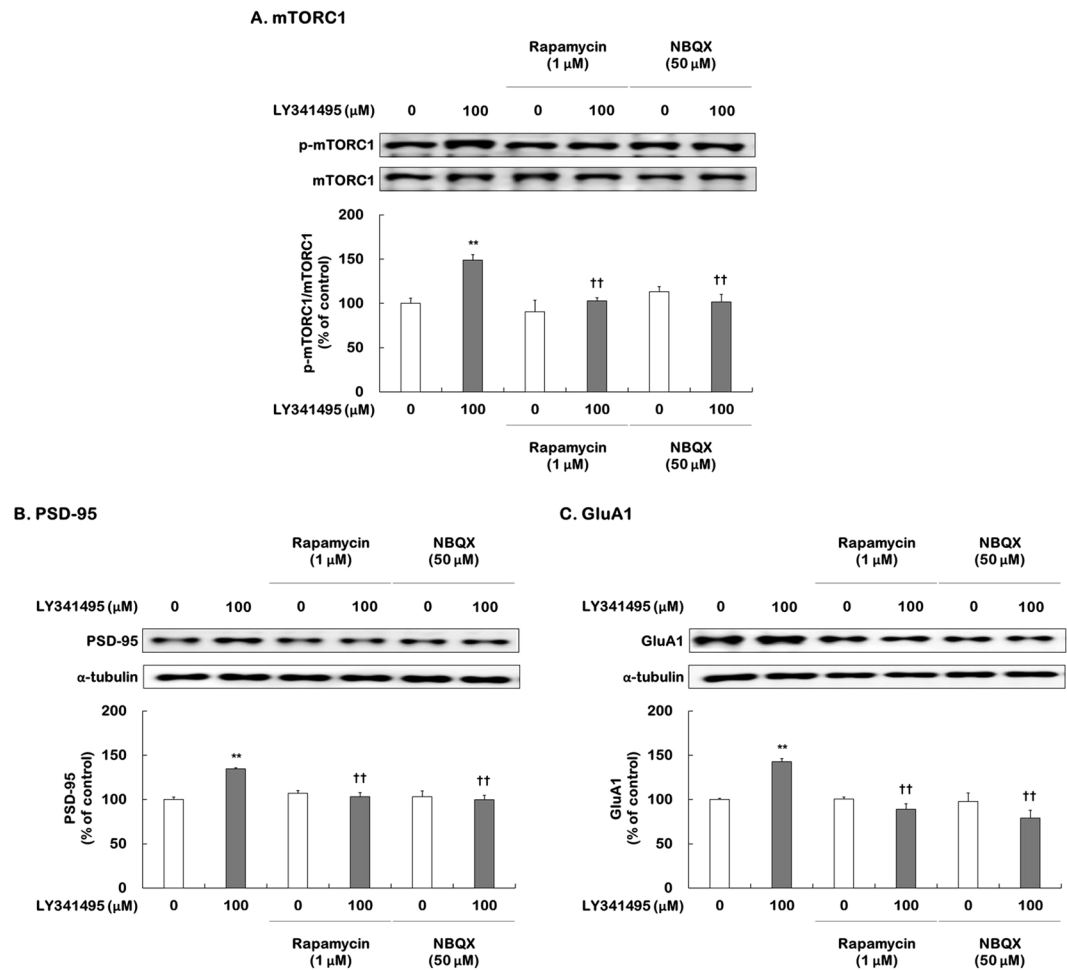 A. mTORC1
Rapamycin NBQX
(1 μM) (50 μM)
LY341495 (μM) 0 100 0 100 0 100
p-mTORC1
mTORC1
200
150
100
50
0
p-mTORC1/mTORC1
(% of control)
**
††
††
LY341495 (μM) 0 100 0 100 0 100
Rapamycin NBQX
(1 μM) (50 μM)
B. PSD-95
Rapamycin NBQX
(1 μM) (50 μM)
LY341495 (μM) 0 100 0 100 0 100
PSD-95
α-tubulin
200
150
100
50
0
PSD-95
(% of control)
**
††
††
LY341495 (μM) 0 100 0 100 0 100
Rapamycin NBQX
(1 μM) (50 μM)
C. GluA1
Rapamycin NBQX
(1 μM) (50 μM)
LY341495 (μM) 0 100 0 100 0 100
GluA1
α-tubulin
200
150
100
50
0
GluA1
(% of control)
**
††
††
LY341495 (μM) 0 100 0 100 0 100
Rapamycin NBQX
(1 μM) (50 μM)